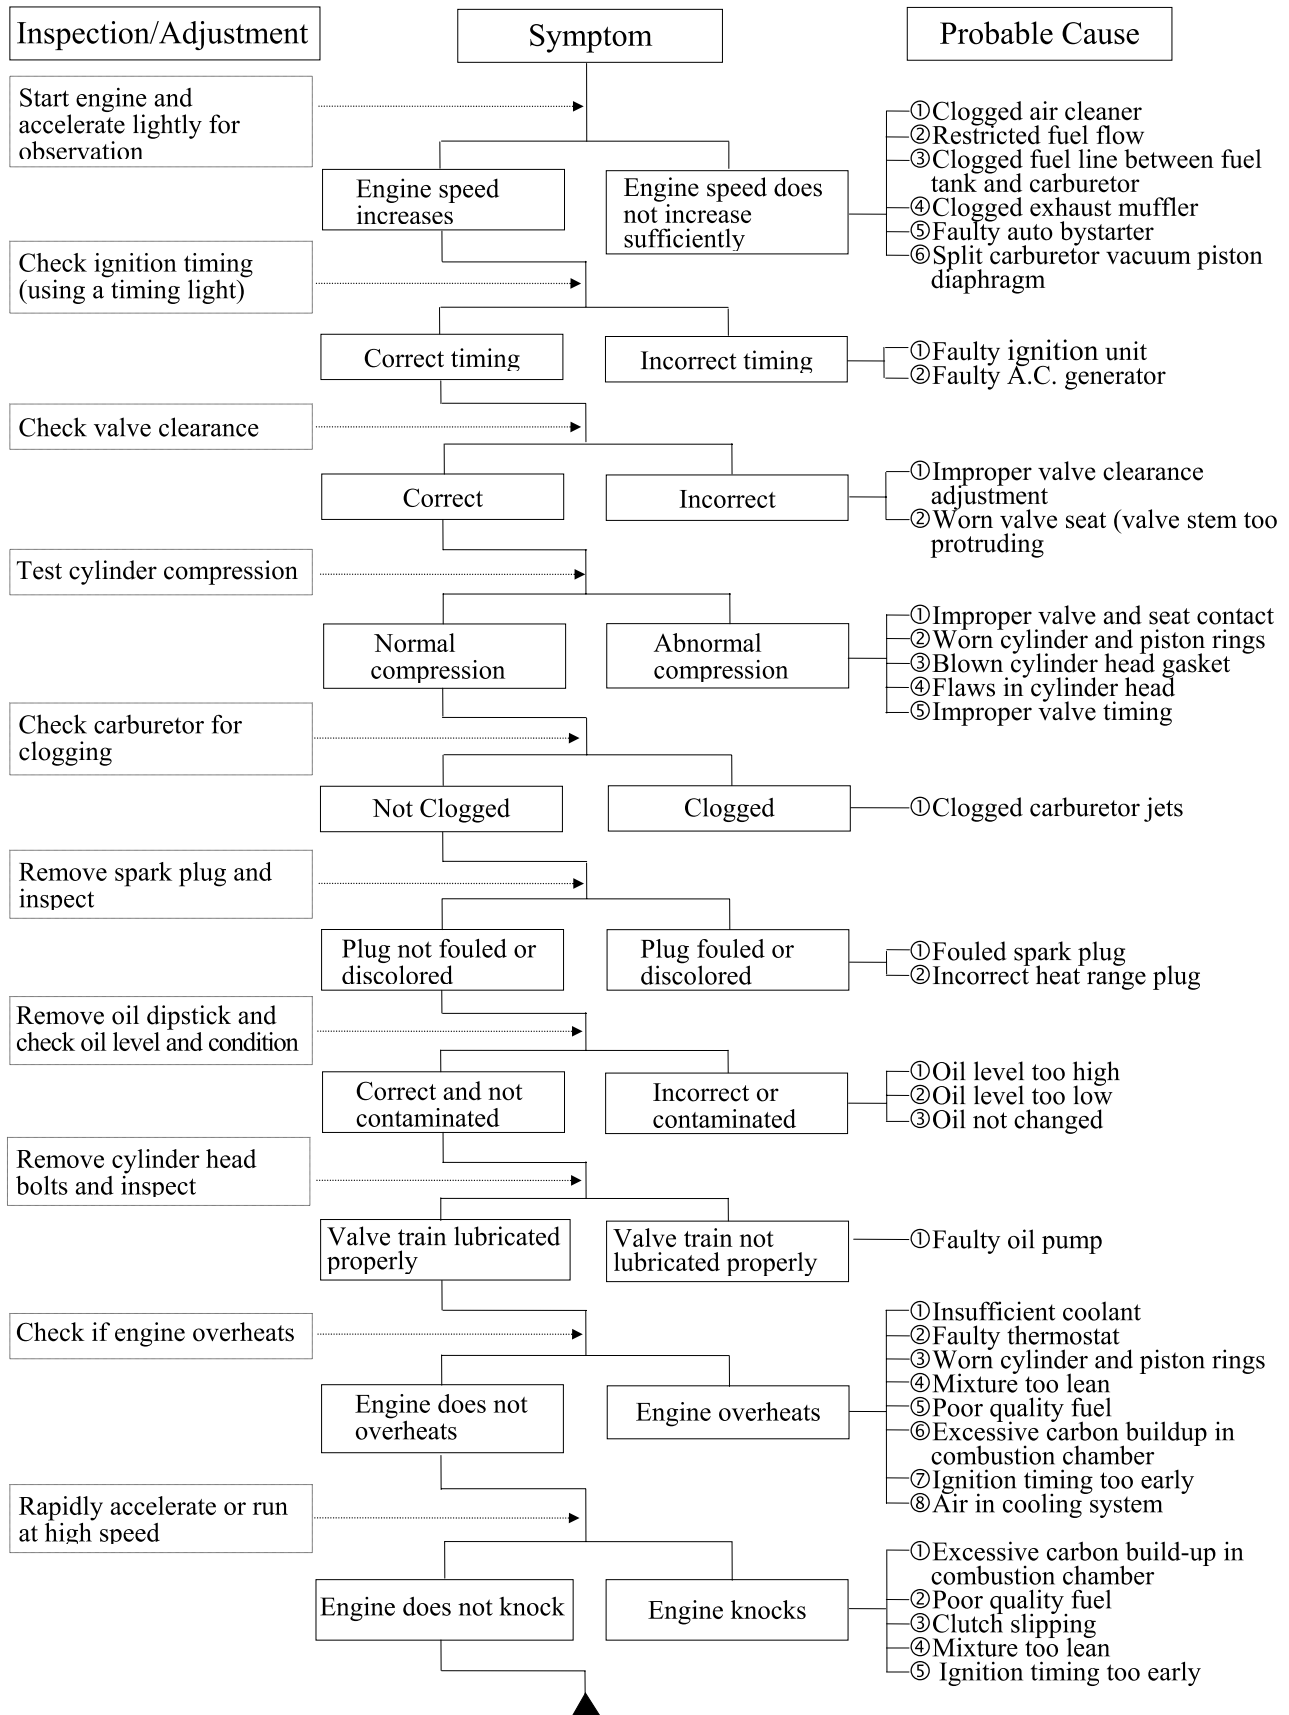 Inspection/Adjustment
Symptom
Probable Cause
Start engine and
accelerate lightly for
observation
Engine speed
increases
Engine speed does
not increase
sufficiently
①Clogged air cleaner
②Restricted fuel flow
③Clogged fuel line between fuel
tank and carburetor
④Clogged exhaust muffler
⑤Faulty auto bystarter
⑥Split carburetor vacuum piston
diaphragm
Check ignition timing
(using a timing light)
Correct timing
Incorrect timing
①Faulty ignition unit
②Faulty A.C. generator
Check valve clearance
Correct
Incorrect
①Improper valve clearance
adjustment
②Worn valve seat (valve stem too
protruding
Test cylinder compression
Normal
compression
Abnormal
compression
①Improper valve and seat contact
②Worn cylinder and piston rings
③Blown cylinder head gasket
④Flaws in cylinder head
⑤Improper valve timing
Check carburetor for
clogging
Not Clogged
Clogged
①Clogged carburetor jets
Remove spark plug and
inspect
Plug not fouled or
discolored
Plug fouled or
discolored
①Fouled spark plug
②Incorrect heat range plug
Remove oil dipstick and
check oil level and condition
Correct and not
contaminated
Incorrect or
contaminated
①Oil level too high
②Oil level too low
③Oil not changed
Remove cylinder head
bolts and inspect
Valve train lubricated
properly
Valve train not
lubricated properly
①Faulty oil pump
Check if engine overheats
Engine does not
overheats
Engine overheats
①Insufficient coolant
②Faulty thermostat
③Worn cylinder and piston rings
④Mixture too lean
⑤Poor quality fuel
⑥Excessive carbon buildup in
combustion chamber
⑦Ignition timing too early
⑧Air in cooling system
Rapidly accelerate or run
at high speed
Engine does not knock
Engine knocks
①Excessive carbon build-up in
combustion chamber
②Poor quality fuel
③Clutch slipping
④Mixture too lean
⑤ Ignition timing too early